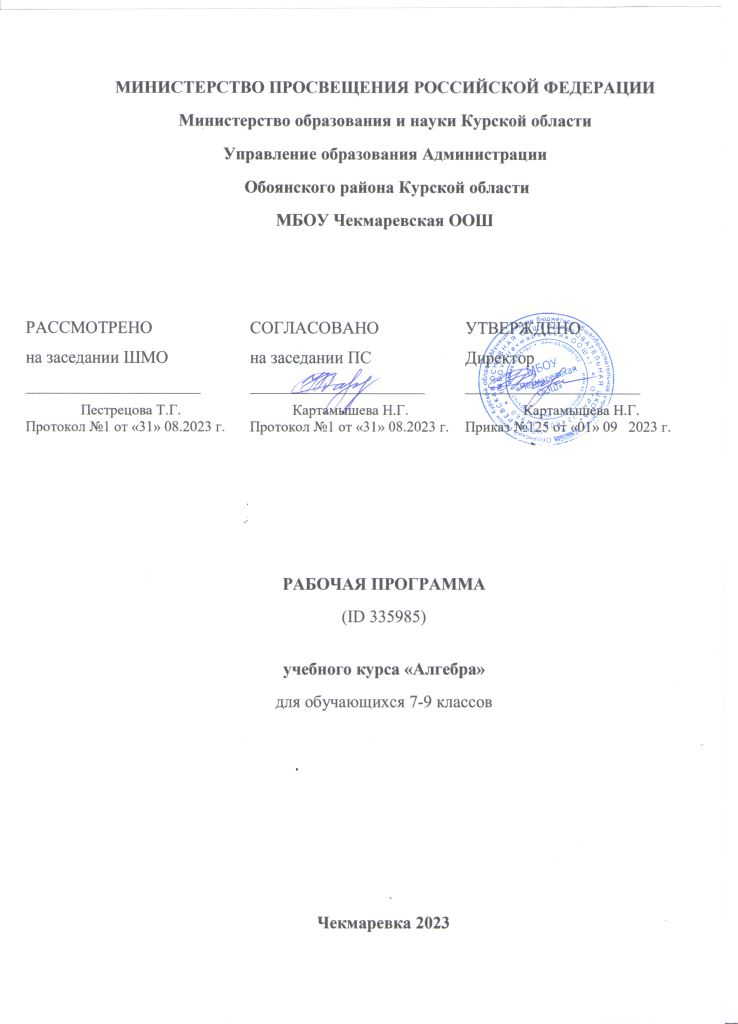 МИНИСТЕРСТВО ПРОСВЕЩЕНИЯ РОССИЙСКОЙ ФЕДЕРАЦИИ
Министерство образования и науки Курской области
Управление образования Администрации
Обоянского района Курской области
МБОУ Чекмаревская ООШ
РАССМОТРЕНО
на заседании ШМО
Пестрецова Т.Г.
Протокол №1 от «31» 08.2023 г.
СОГЛАСОВАНО
на заседании ПС
Картамышева Н.Г.
Протокол №1 от «31» 08.2023 г.
УТВЕРЖДЕНО
Директор
Картамышева Н.Г.
Приказ №125 от «01» 09 2023 г.
МБОУ
РАБОЧАЯ ПРОГРАММА
(ID 335985)
учебного курса «Алгебра»
для обучающихся 7-9 классов
Чекмаревка 2023